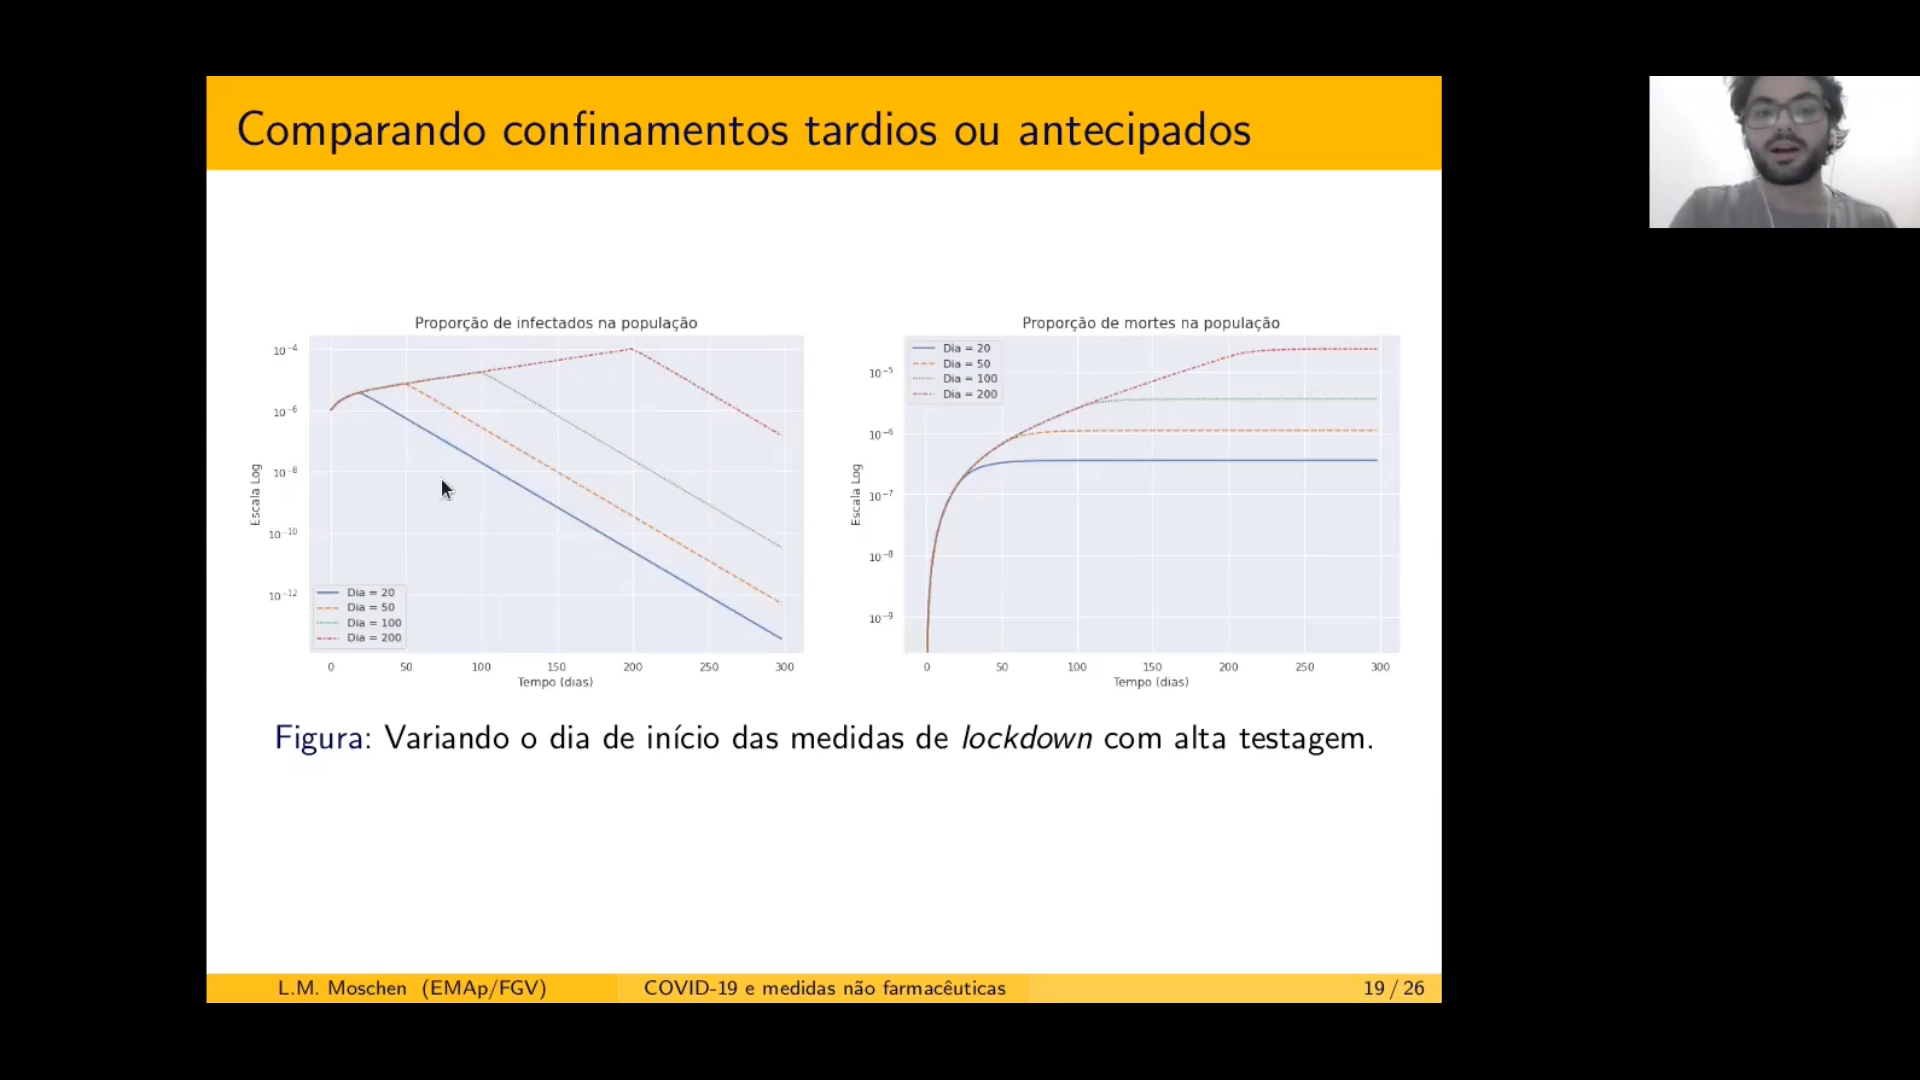 Comparando confinamentos tardios ou antecipados
Proporção de infectados na população
10⁻⁴
10⁻⁶
10⁻⁸
10⁻¹⁰
10⁻¹²
Escala Log
Dia = 20
Dia = 50
Dia = 100
Dia = 200
0 50 100 150 200 250 300
Tempo (dias)
Proporção de mortes na população
Dia = 20
Dia = 50
Dia = 100
Dia = 200
10⁻⁵
10⁻⁶
10⁻⁷
10⁻⁸
10⁻⁹
Escala Log
0 50 100 150 200 250 300
Tempo (dias)
Figura: Variando o dia de início das medidas de lockdown com alta testagem.
L.M. Moschen (EMAp/FGV) COVID-19 e medidas não farmacêuticas 19 / 26